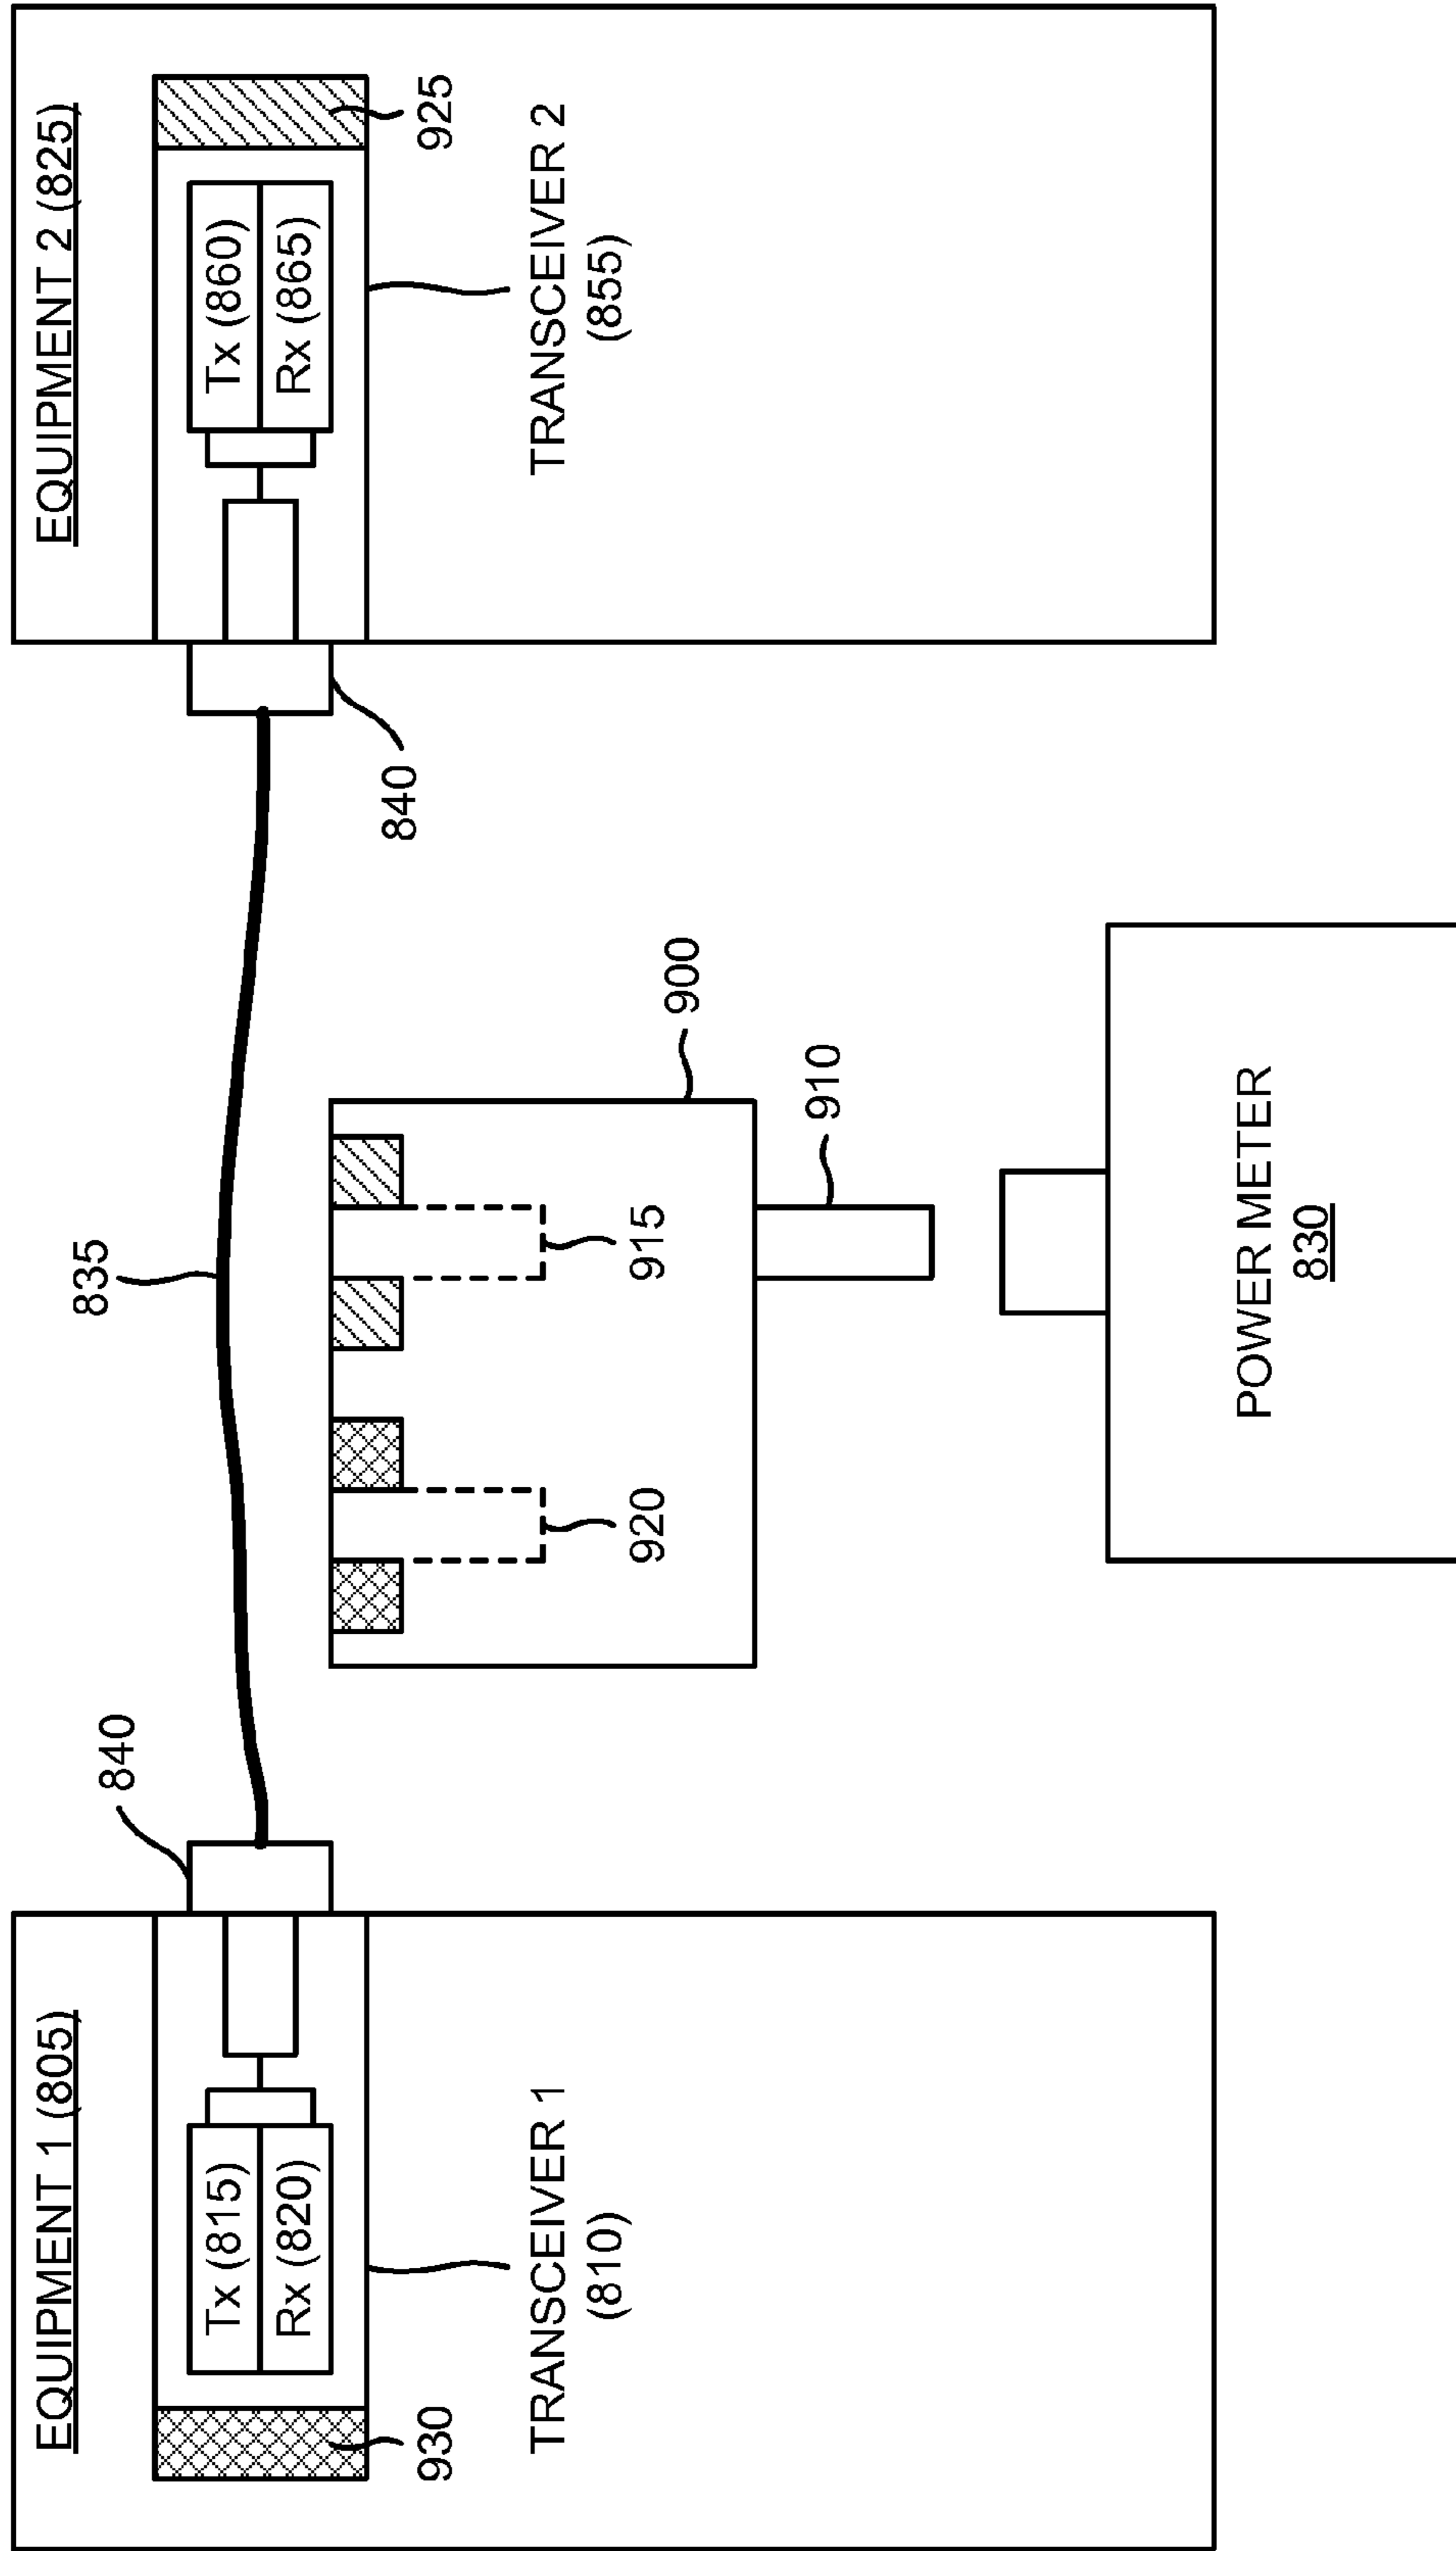 EQUIPMENT 1 (805)
EQUIPMENT 2 (825)
Tx (815)
Rx (820)
930
TRANSCEIVER 1
(810)
840
835
840
Tx (860)
Rx (865)
925
TRANSCEIVER 2
(855)
920
915
900
910
POWER METER
830